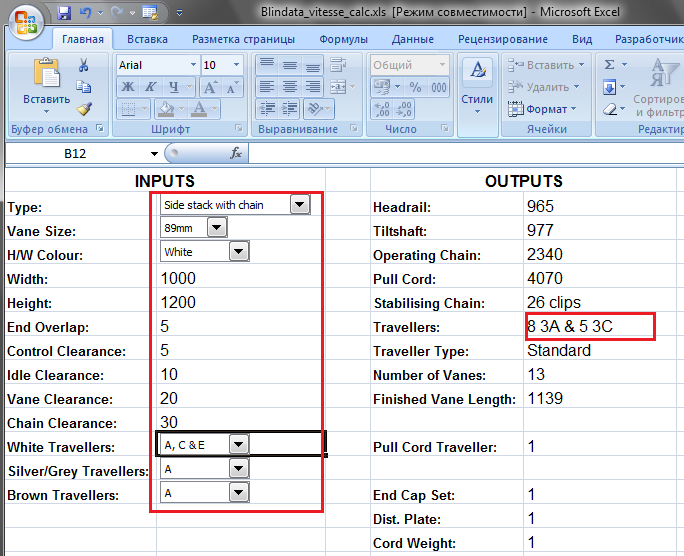 Blindata_vitesse_calc.xls [Режим совместимости] - Microsoft Excel
Главная Вставка Разметка страницы Формулы Данные Рецензирование Вид Разработчик
Вставить
Arial 10
Ж К Ч
Общий
% 000
Стили
Вставить
Удалить
Формат
Сортиров
и фильтр
Буфер обмена Шрифт Выравнивание Число Ячейки Редактир
B12 fx
INPUTS OUTPUTS
Type: Side stack with chain Headrail: 965
Vane Size: 89mm Tiltshaft: 977
H/W Colour: White Operating Chain: 2340
Width: 1000 Pull Cord: 4070
Height: 1200 Stabilising Chain: 26 clips
End Overlap: 5 Travellers: 8 3A & 5 3C
Control Clearance: 5 Traveller Type: Standard
Idle Clearance: 10 Number of Vanes: 13
Vane Clearance: 20 Finished Vane Length: 1139
Chain Clearance: 30
White Travellers: A, C & E Pull Cord Traveller: 1
Silver/Grey Travellers: A
Brown Travellers: A End Cap Set: 1
Dist. Plate: 1
Cord Weight: 1